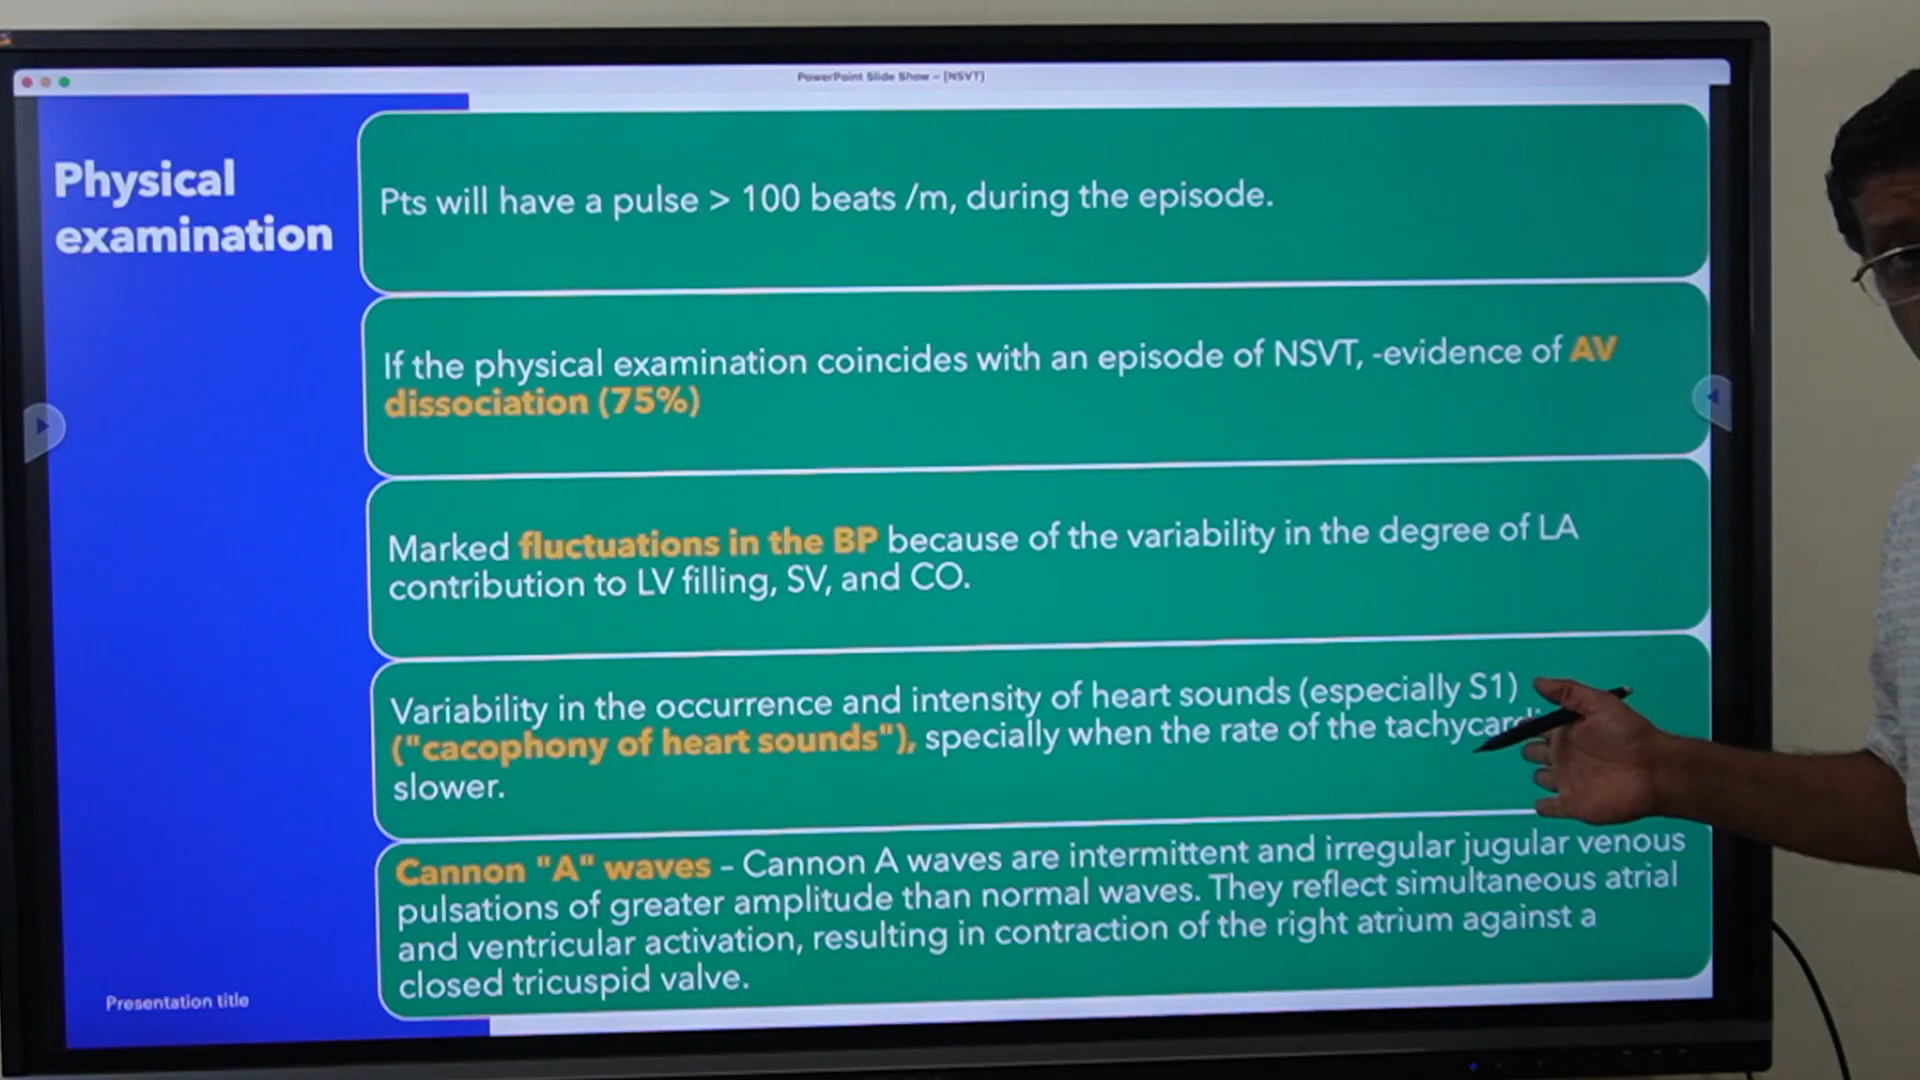 PowerPoint Slide Show - [NSVT]
Physical
examination
Pts will have a pulse > 100 beats /m, during the episode.
If the physical examination coincides with an episode of NSVT, -evidence of AV
dissociation (75%)
Marked fluctuations in the BP because of the variability in the degree of LA
contribution to LV filling, SV, and CO.
Variability in the occurrence and intensity of heart sounds (especially S1)
("cacophony of heart sounds"), specially when the rate of the
slower.
Cannon "A" waves – Cannon A waves are intermittent and irregular jugular venous
pulsations of greater amplitude than normal waves. They reflect simultaneous atrial
and ventricular activation, resulting in contraction of the right atrium against a
closed tricuspid valve.
Presentation title